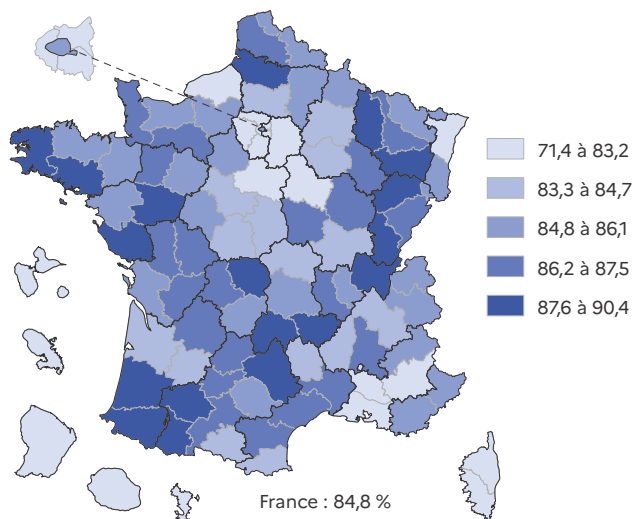 71,4 à 83,2
83,3 à 84,7
84,8 à 86,1
86,2 à 87,5
87,6 à 90,4
France : 84,8 %